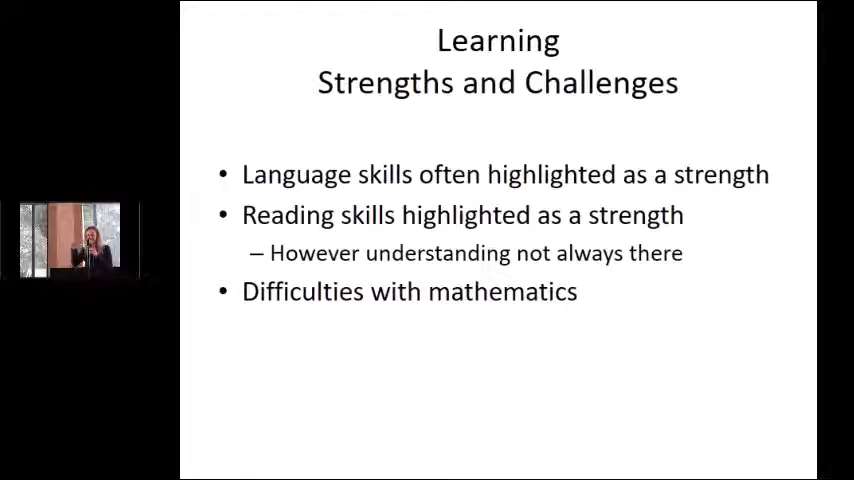 Learning
Strengths and Challenges
• Language skills often highlighted as a strength
• Reading skills highlighted as a strength
– However understanding not always there
• Difficulties with mathematics